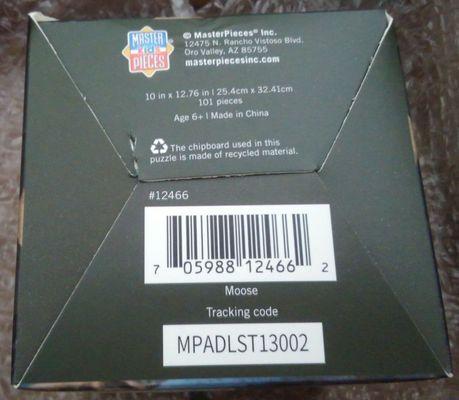 MASTER
kids
PIECES
© MasterPieces® Inc.
12475 N. Rancho Vistoso Blvd.
Oro Valley, AZ 85755
masterpiecesinc.com
10 in x 12.76 in | 25.4cm x 32.41cm
101 pieces
Age 6+ | Made in China
The chipboard used in this
puzzle is made of recycled material.
#12466
7 05988 12466 2
Moose
Tracking code
MPADLST13002